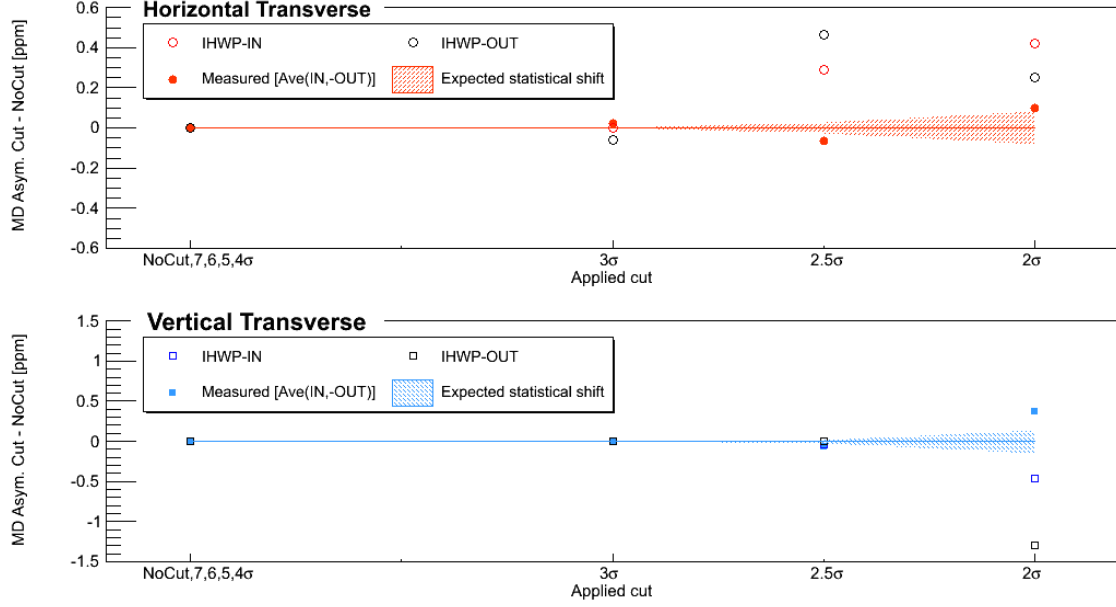 Horizontal Transverse
MD Asym. Cut - NoCut [ppm]
0.6
0.4
0.2
0
-0.2
-0.4
-0.6
IHWP-IN
IHWP-OUT
Measured [Ave(IN,-OUT)]
Expected statistical shift
NoCut,7,6,5,4σ
3σ
2.5σ
2σ
Applied cut
Vertical Transverse
MD Asym. Cut - NoCut [ppm]
1.5
1
0.5
0
-0.5
-1
-1.5
IHWP-IN
IHWP-OUT
Measured [Ave(IN,-OUT)]
Expected statistical shift
NoCut,7,6,5,4σ
3σ
2.5σ
2σ
Applied cut